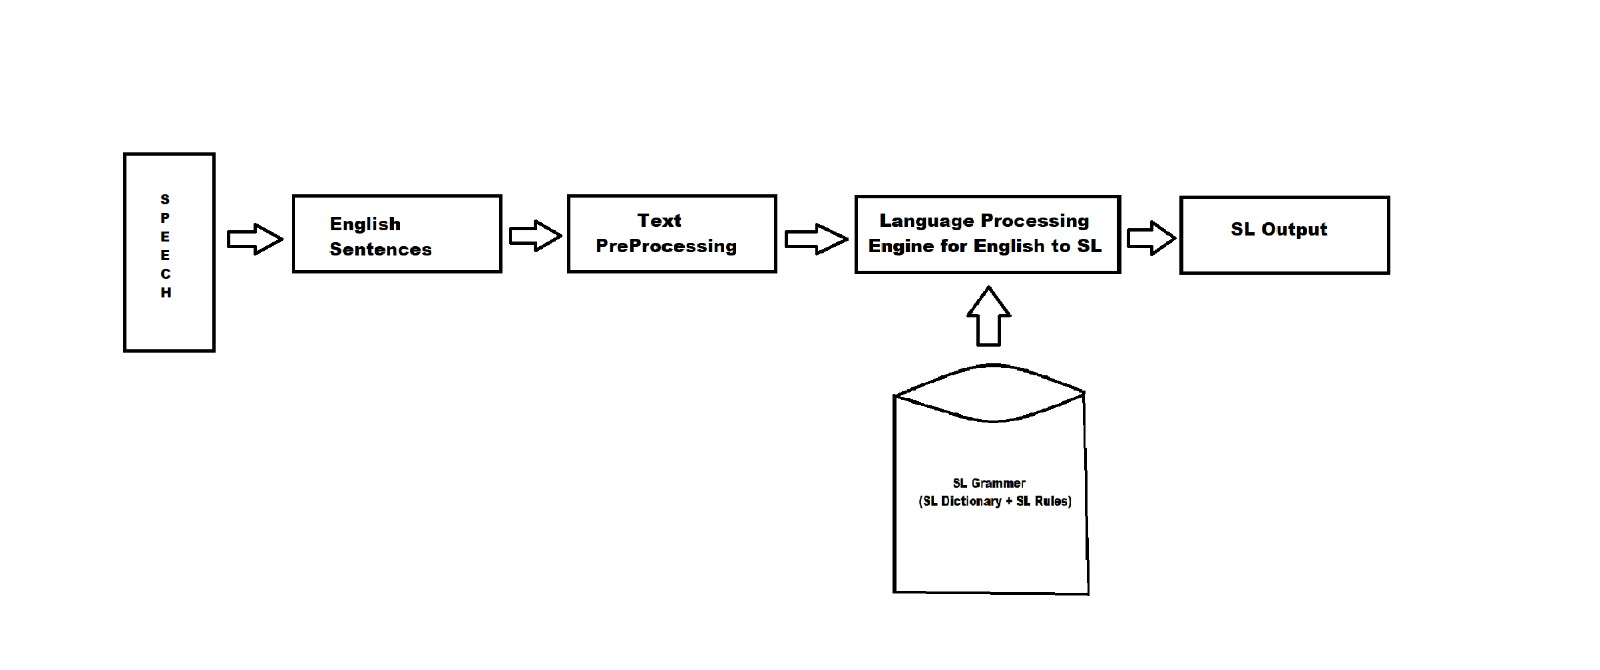 SPEECH
English
Sentences
Text
PreProcessing
Language Processing
Engine for English to SL
SL Output
SL Grammer
(SL Dictionary + SL Rules)